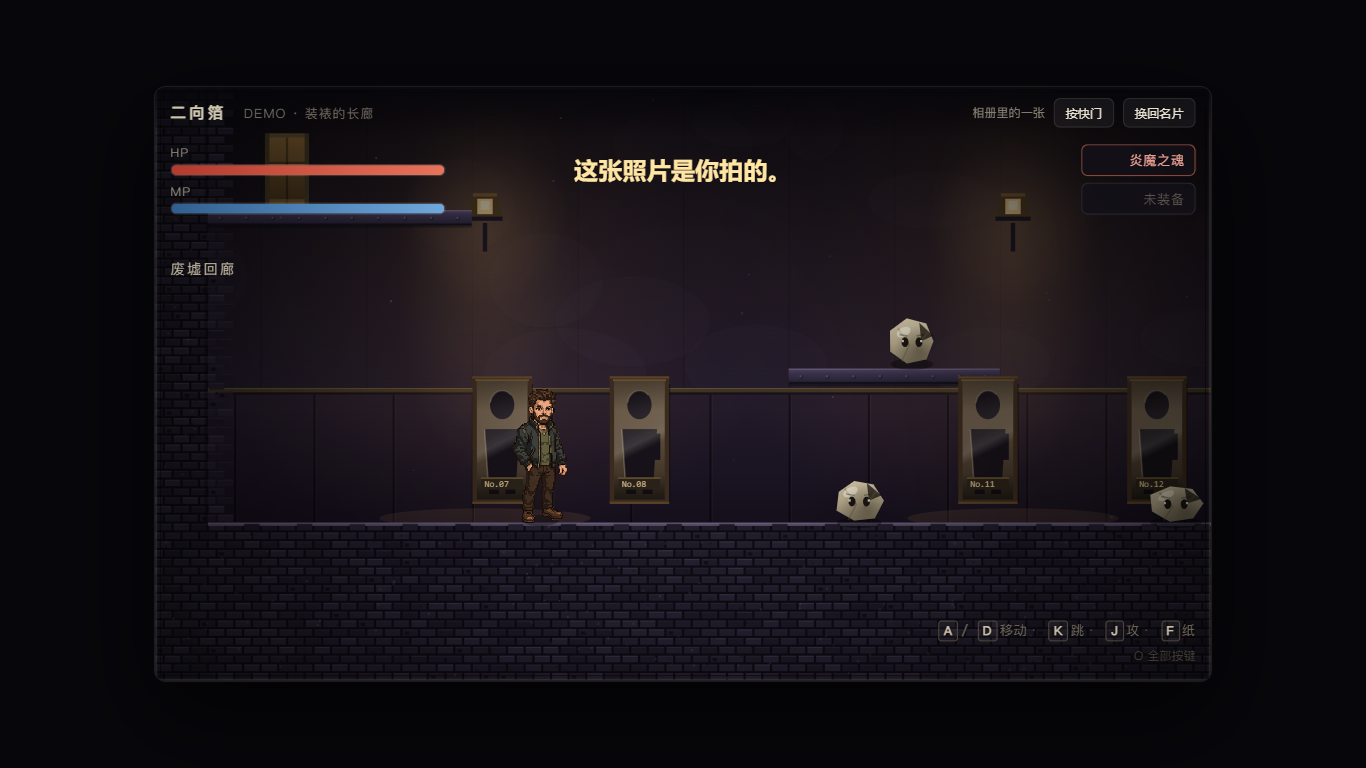 二向箔 DEMO · 装裱的长廊
相册里的一张 按快门 换回名片
HP
MP
这张照片是你拍的。
炎魔之魂
未装备
废墟回廊
No.07
No.08
No.11
No.12
A / D 移动 · K 跳 · J 攻 · F 纸
O 全部按键